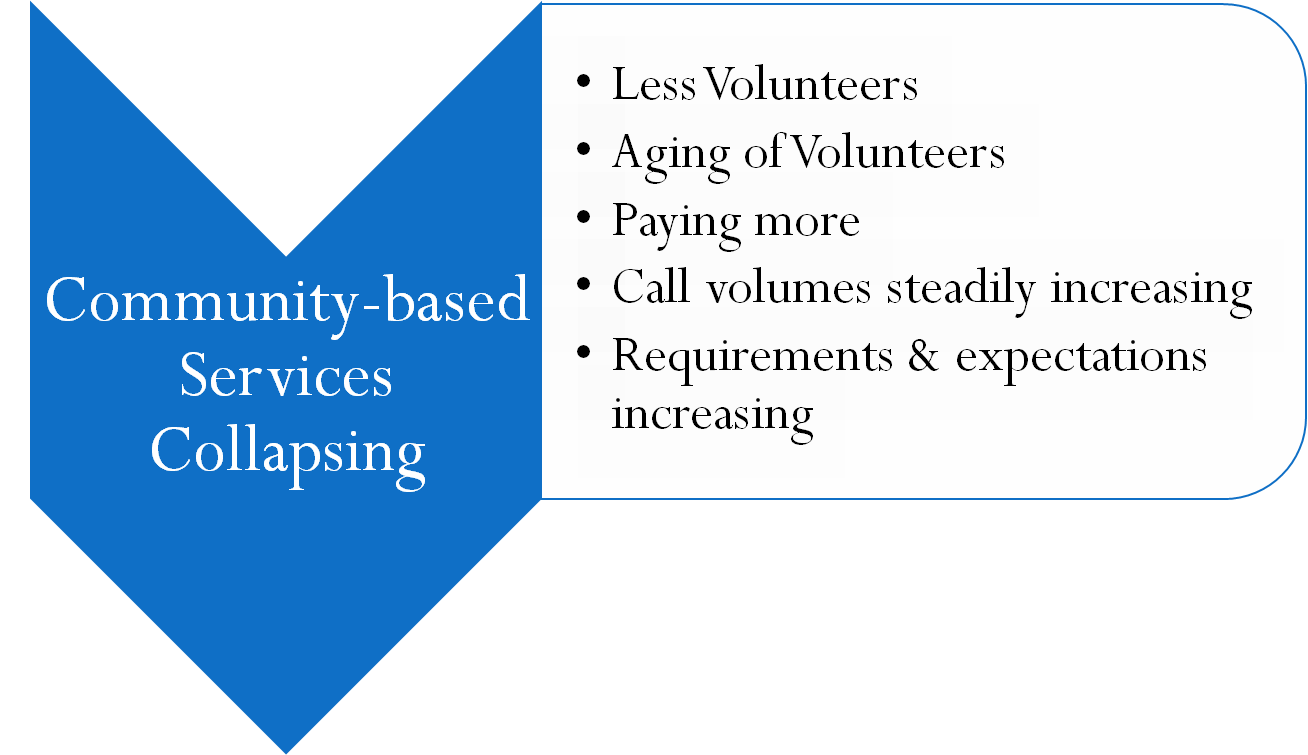 Community-based
Services
Collapsing
• Less Volunteers
• Aging of Volunteers
• Paying more
• Call volumes steadily increasing
• Requirements & expectations
increasing